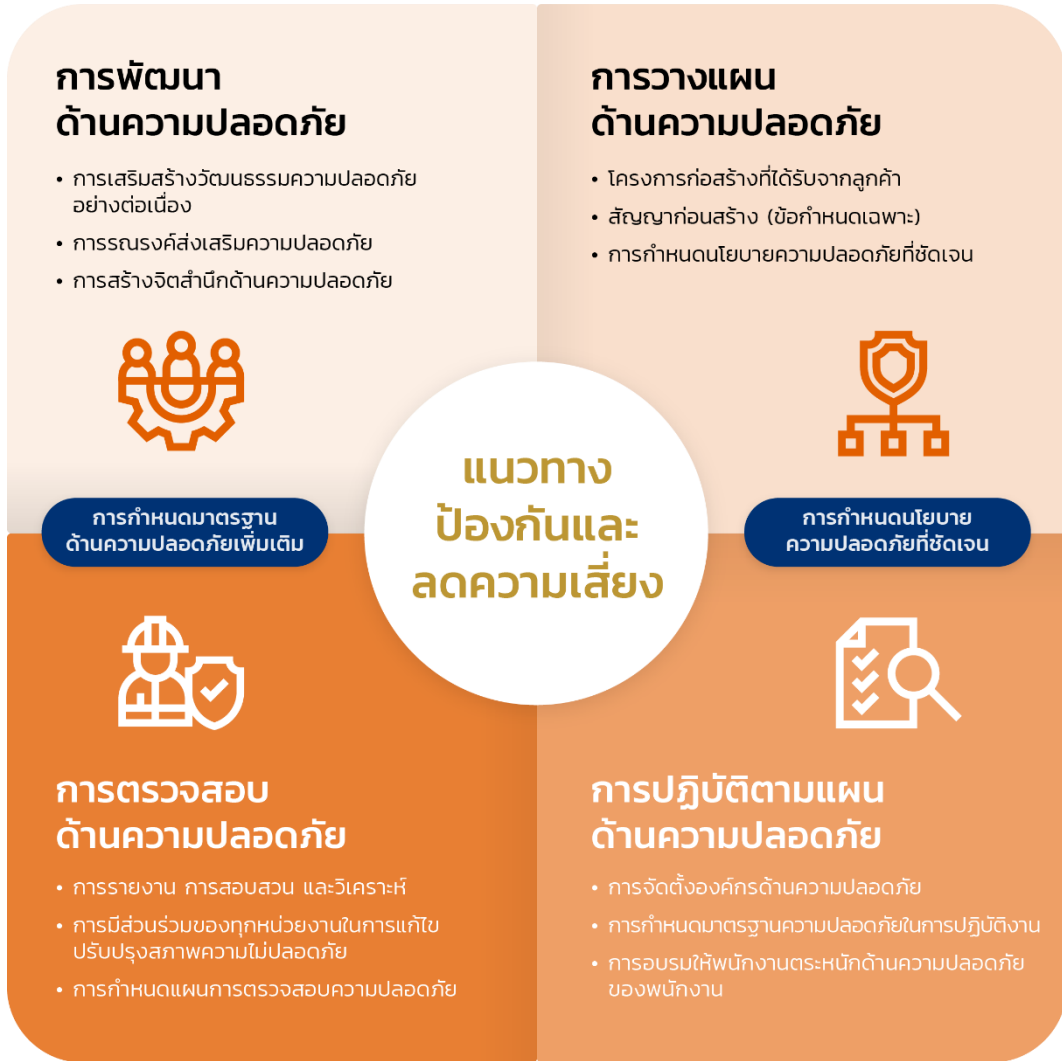 การพัฒนา
ด้านความปลอดภัย
• การเสริมสร้างวัฒนธรรมความปลอดภัย
อย่างต่อเนื่อง
• การรณรงค์ส่งเสริมความปลอดภัย
• การสร้างจิตสำนึกด้านความปลอดภัย
การวางแผน
ด้านความปลอดภัย
• โครงการก่อสร้างที่ได้รับจากลูกค้า
• สัญญาก่อนสร้าง (ข้อกำหนดเฉพาะ)
• การกำหนดนโยบายความปลอดภัยที่ชัดเจน
แนวทาง
ป้องกันและ
ลดความเสี่ยง
การกำหนดมาตรฐาน
ด้านความปลอดภัยเพิ่มเติม
การกำหนดนโยบาย
ความปลอดภัยที่ชัดเจน
การตรวจสอบ
ด้านความปลอดภัย
• การรายงาน การสอบสวน และวิเคราะห์
• การมีส่วนร่วมของทุกหน่วยงานในการแก้ไข
ปรับปรุงสภาพความไม่ปลอดภัย
• การกำหนดแผนการตรวจสอบความปลอดภัย
การปฏิบัติตามแผน
ด้านความปลอดภัย
• การจัดตั้งองค์กรด้านความปลอดภัย
• การกำหนดมาตรฐานความปลอดภัยในการปฏิบัติงาน
• การอบรมให้พนักงานตระหนักด้านความปลอดภัย
ของพนักงาน